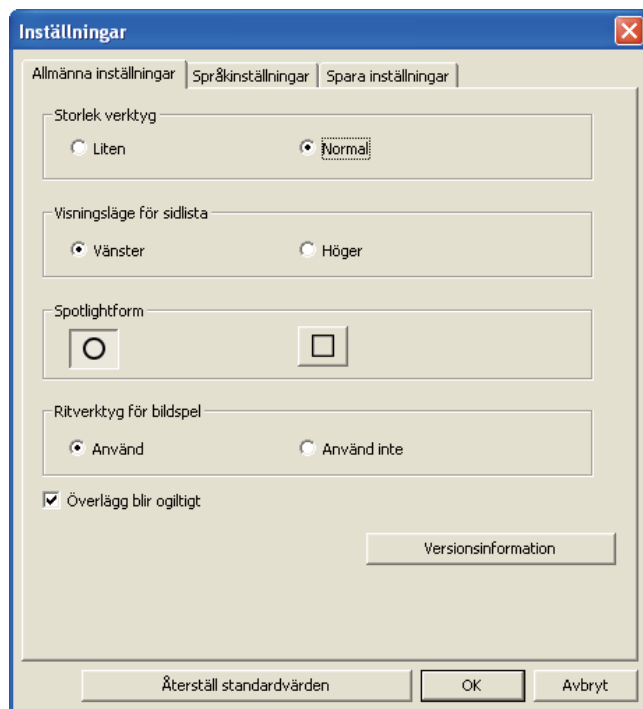 Inställningar
Allmänna inställningar Språkinställningar Spara inställningar
Storlek verktyg
Liten Normal
Visningsläge för sidlista
Vänster Höger
Spotlightform
Ritverktyg för bildspel
Använd Använd inte
Överlägg blir ogiltigt
Versionsinformation
Återställ standardvärden OK Avbryt